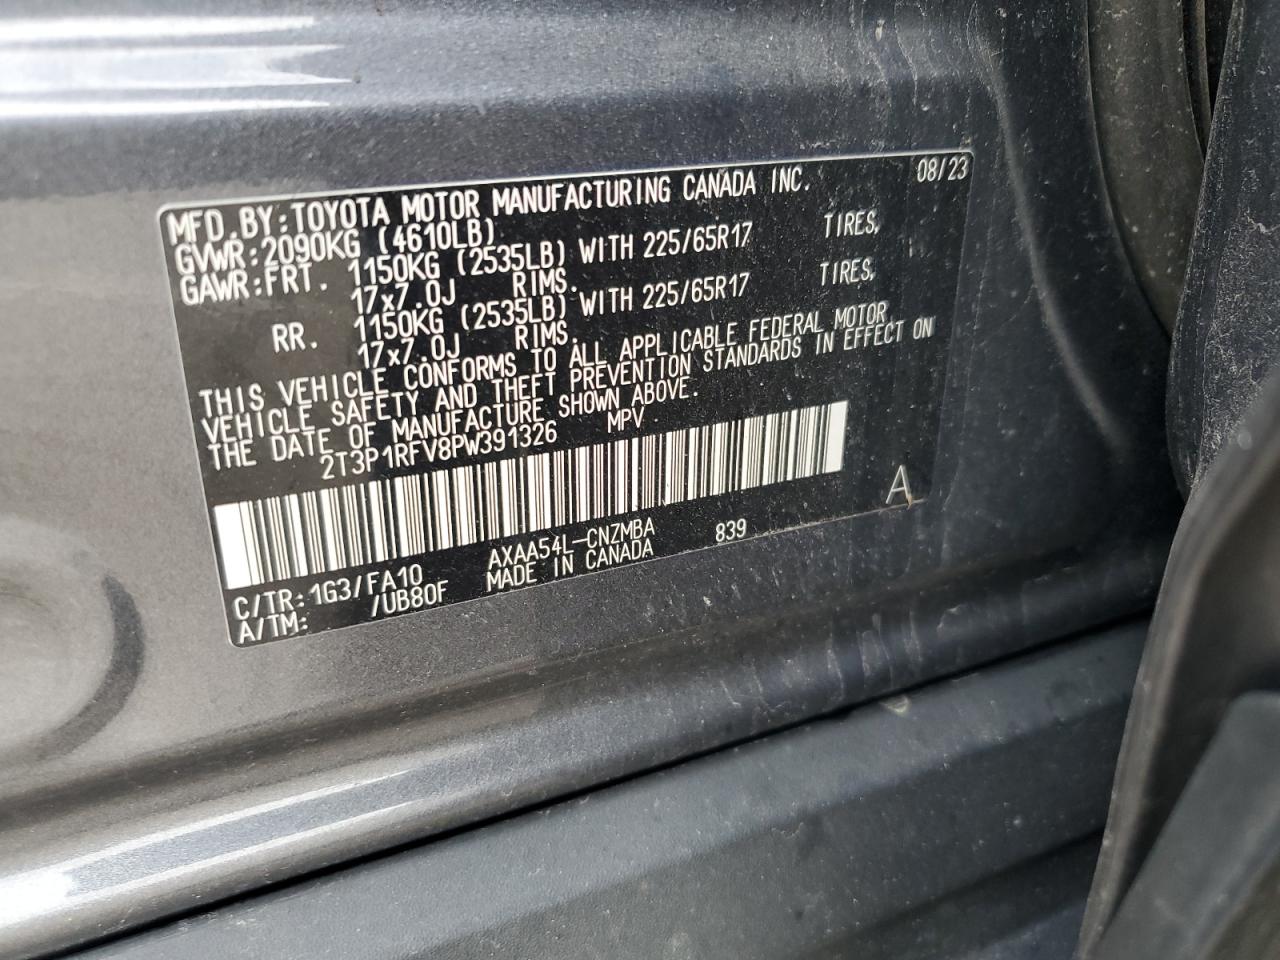 MFD.BY:TOYOTA MOTOR MANUFACTURING CANADA INC. 08/23
GVWR:2090KG (4610LB)
GAWR:FRT. 1150KG (2535LB) WITH 225/65R17 TIRES,
17x7.0J RIMS.
RR. 1150KG (2535LB) WITH 225/65R17 TIRES,
17x7.0J RIMS.
THIS VEHICLE CONFORMS TO ALL APPLICABLE FEDERAL MOTOR
VEHICLE SAFETY AND THEFT PREVENTION STANDARDS IN EFFECT ON
THE DATE OF MANUFACTURE SHOWN ABOVE.
2T3P1RFV8PW391326 MPV
A
C/TR:1G3/FA10 AXAA54L-CNZMBA 839
A/TM: /UB80F MADE IN CANADA